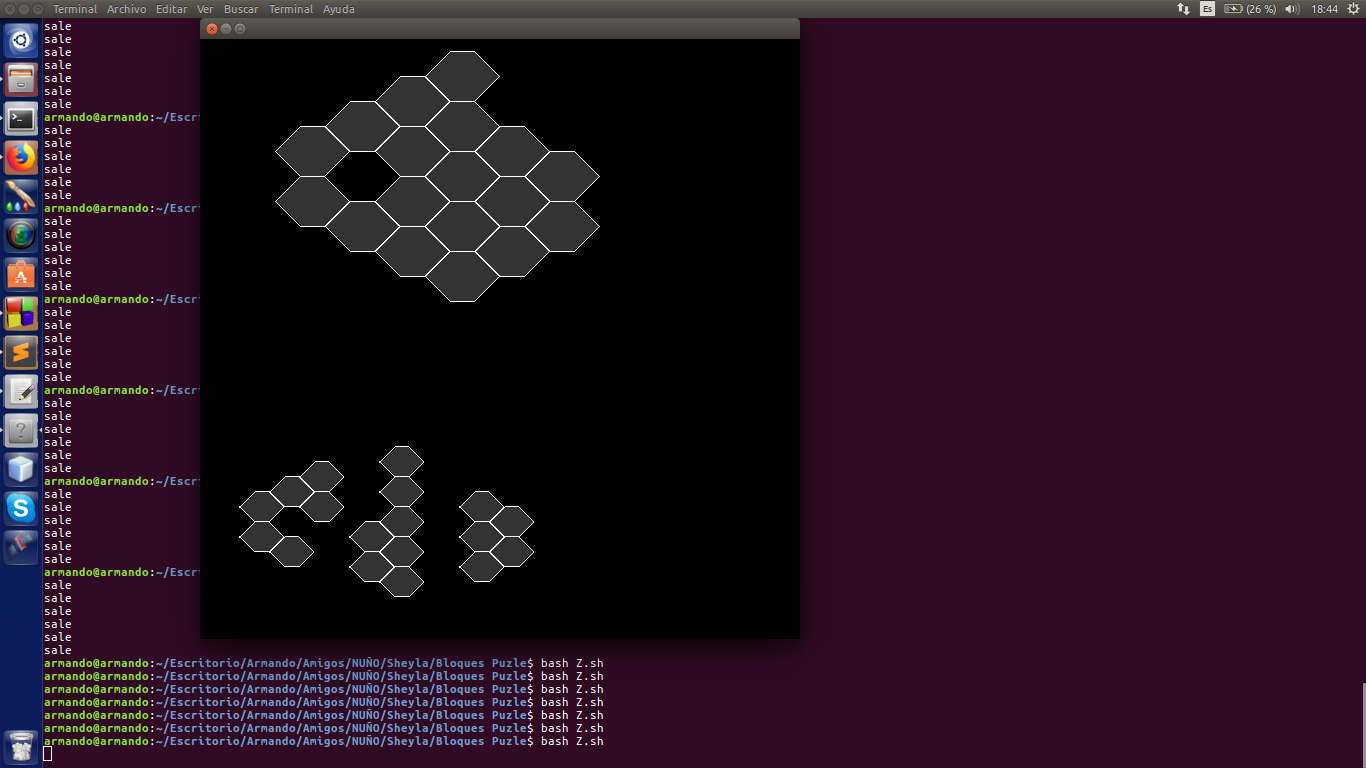 Terminal Archivo Editar Ver Buscar Terminal Ayuda Es (26 %) 18:44
sale
sale
sale
sale
sale
sale
sale
armando@armando:~/Escri
sale
sale
sale
sale
sale
sale
armando@armando:~/Escri
sale
sale
sale
sale
sale
sale
armando@armando:~/Escri
sale
sale
sale
sale
sale
sale
armando@armando:~/Escri
sale
sale
sale
sale
sale
sale
armando@armando:~/Escri
sale
sale
sale
sale
sale
sale
armando@armando:~/Escri
sale
sale
sale
sale
sale
sale
armando@armando:~/Escritorio/Armando/Amigos/NUÑO/Sheyla/Bloques Puzle$ bash Z.sh
armando@armando:~/Escritorio/Armando/Amigos/NUÑO/Sheyla/Bloques Puzle$ bash Z.sh
armando@armando:~/Escritorio/Armando/Amigos/NUÑO/Sheyla/Bloques Puzle$ bash Z.sh
armando@armando:~/Escritorio/Armando/Amigos/NUÑO/Sheyla/Bloques Puzle$ bash Z.sh
armando@armando:~/Escritorio/Armando/Amigos/NUÑO/Sheyla/Bloques Puzle$ bash Z.sh
armando@armando:~/Escritorio/Armando/Amigos/NUÑO/Sheyla/Bloques Puzle$ bash Z.sh
armando@armando:~/Escritorio/Armando/Amigos/NUÑO/Sheyla/Bloques Puzle$ bash Z.sh